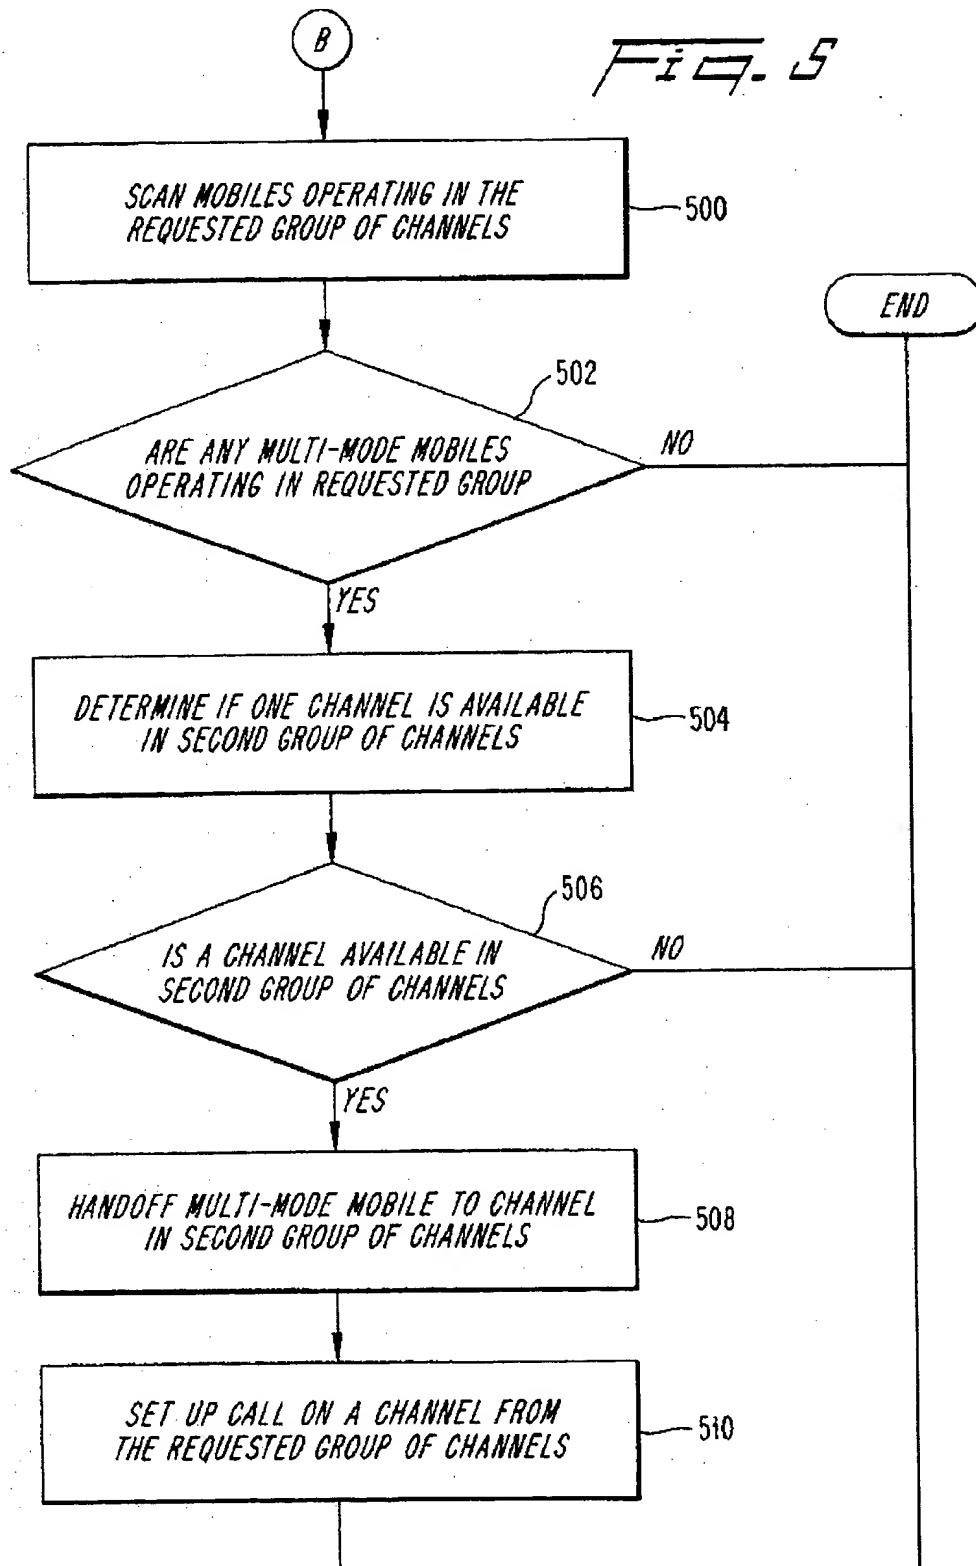 B
Fig. 5
SCAN MOBILES OPERATING IN THE
REQUESTED GROUP OF CHANNELS
500
END
502
ARE ANY MULTI-MODE MOBILES
OPERATING IN REQUESTED GROUP
NO
YES
DETERMINE IF ONE CHANNEL IS AVAILABLE
IN SECOND GROUP OF CHANNELS
504
506
IS A CHANNEL AVAILABLE IN
SECOND GROUP OF CHANNELS
NO
YES
HANDOFF MULTI-MODE MOBILE TO CHANNEL
IN SECOND GROUP OF CHANNELS
508
SET UP CALL ON A CHANNEL FROM
THE REQUESTED GROUP OF CHANNELS
510